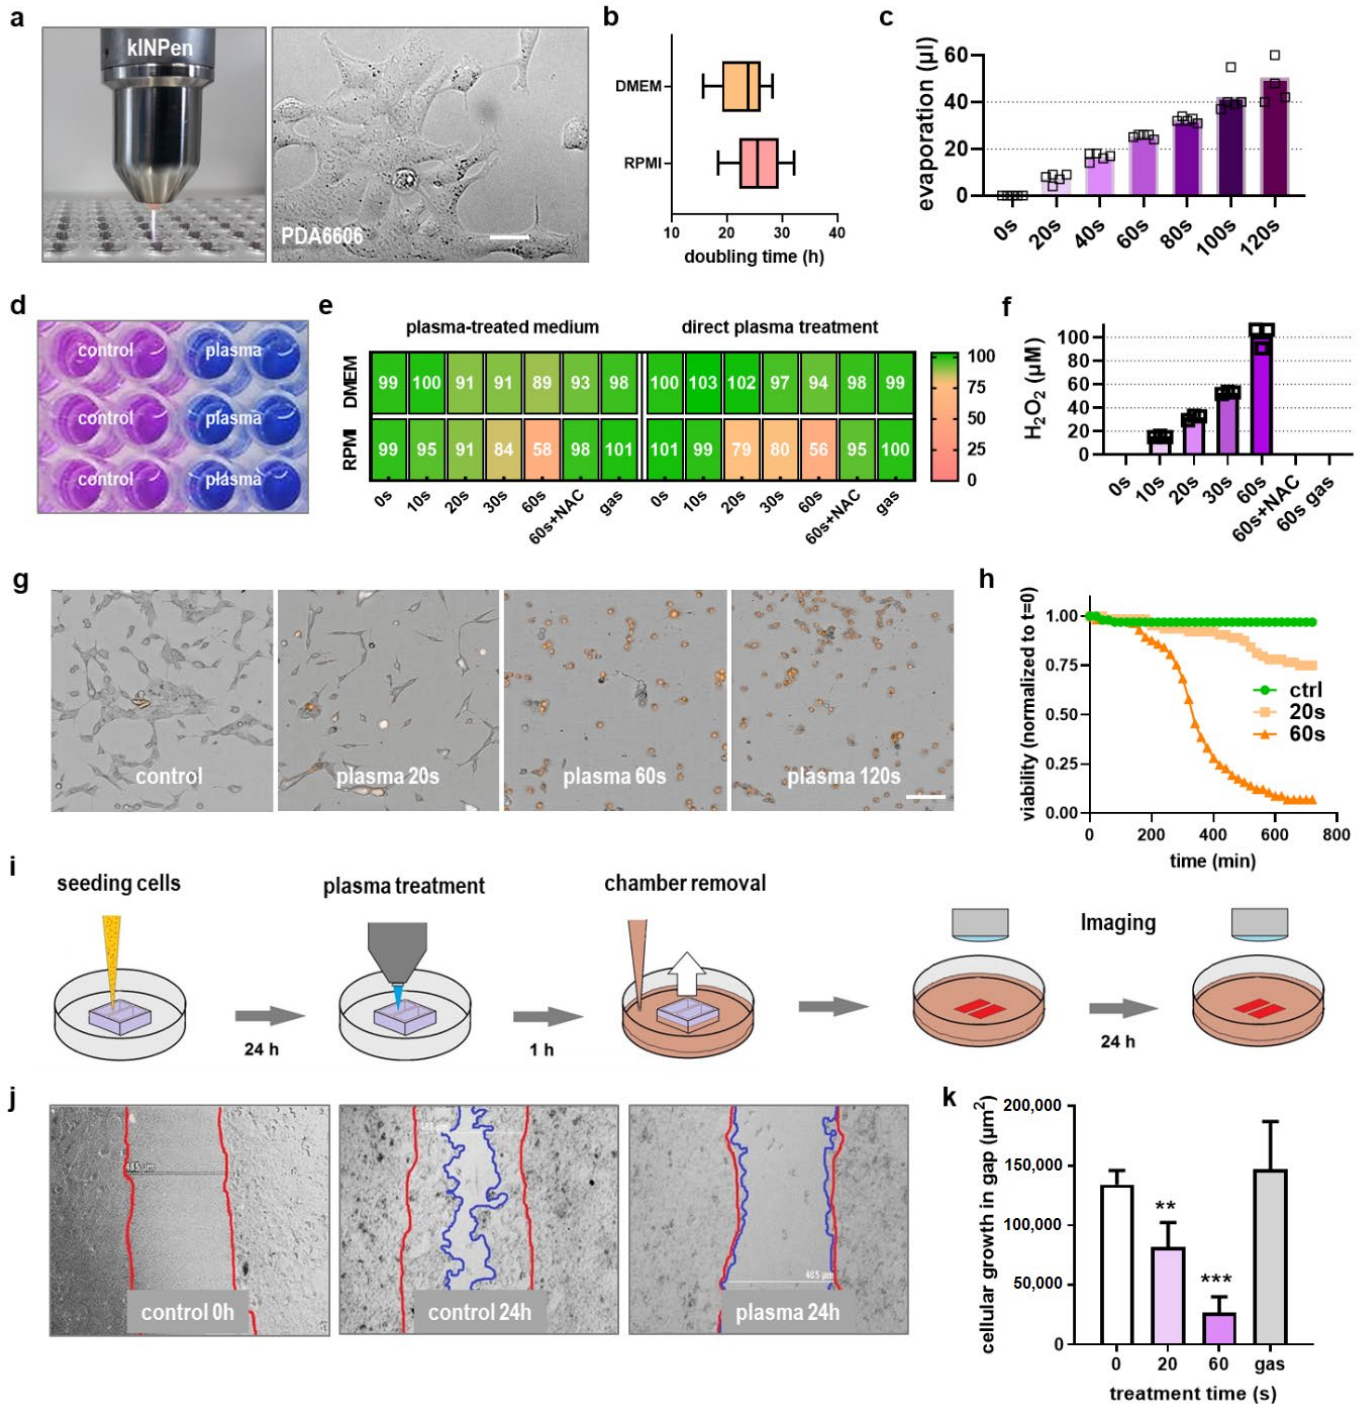 a
kINPen
PDA6606
b
DMEM
RPMI
10 20 30 40
doubling time (h)
c
evaporation (µl)
60
40
20
0
0s 20s 40s 60s 80s 100s 120s
d
control plasma
control plasma
control plasma
e
plasma-treated medium direct plasma treatment
DMEM 99 100 91 91 89 93 98 100 103 102 97 94 98 99
RPMI 99 95 91 84 58 98 101 101 99 79 80 56 95 100
0s 10s 20s 30s 60s 60s+NAC gas 0s 10s 20s 30s 60s 60s+NAC gas
100
75
50
25
0
f
H₂O₂ (µM)
100
80
60
40
20
0
0s 10s 20s 30s 60s 60s+NAC 60s gas
g
control
plasma 20s
plasma 60s
plasma 120s
h
viability (normalized to t=0)
1.00
0.75
0.50
0.25
0.00
ctrl
20s
60s
0 200 400 600 800
time (min)
i
seeding cells
plasma treatment
chamber removal
Imaging
24 h
1 h
24 h
j
485 µm
control 0h
control 24h
485 µm
plasma 24h
k
cellular growth in gap (µm²)
200,000
150,000
100,000
50,000
0
**
***
0 20 60 gas
treatment time (s)